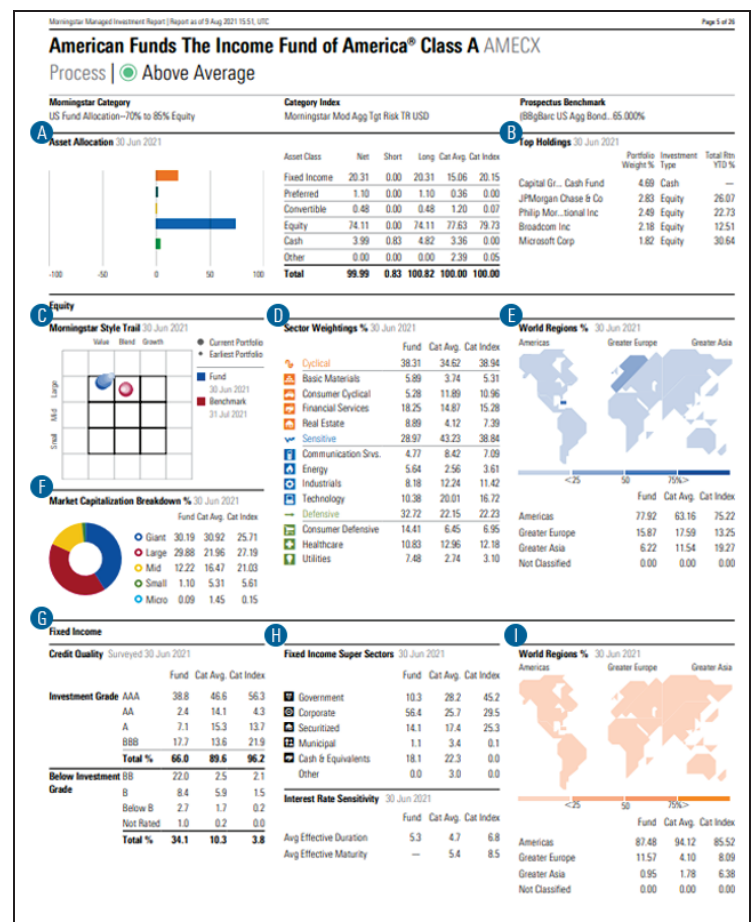 Morningstar Managed Investment Report | Report as of 9 Aug 2021 15:51, UTC Page 5 of 26
American Funds The Income Fund of America® Class A AMECX
Process | Above Average
Morningstar Category Category Index Prospectus Benchmark
US Fund Allocation--70% to 85% Equity Morningstar Mod Agg Tgt Risk TR USD (BBgBarc US Agg Bond...65.000%
A B
Asset Allocation 30 Jun 2021
Asset Class Net Short Long Cat Avg. Cat Index
Fixed Income 20.31 0.00 20.31 15.06 20.15
Preferred 1.10 0.00 1.10 0.36 0.00
Convertible 0.48 0.00 0.48 1.20 0.07
Equity 74.11 0.00 74.11 77.63 79.73
Cash 3.99 0.83 4.82 3.36 0.00
Other 0.00 0.00 0.00 2.39 0.05
Total 99.99 0.83 100.82 100.00 100.00
-100 -50 0 50 100
Top Holdings 30 Jun 2021
Portfolio Investment Total Rtn
Weight % Type YTD %
Capital Gr... Cash Fund 4.69 Cash —
JPMorgan Chase & Co 2.83 Equity 26.07
Philip Mor...tional Inc 2.49 Equity 22.73
Broadcom Inc 2.18 Equity 12.51
Microsoft Corp 1.82 Equity 30.64
Equity
C D E
Morningstar Style Trail 30 Jun 2021
Value Blend Growth
Large
Mid
Small
Current Portfolio
Earliest Portfolio
Fund
30 Jun 2021
Benchmark
31 Jul 2021
Sector Weightings % 30 Jun 2021
Fund Cat Avg. Cat Index
Cyclical 38.31 34.62 38.94
Basic Materials 5.89 3.74 5.31
Consumer Cyclical 5.28 11.89 10.96
Financial Services 18.25 14.87 15.28
Real Estate 8.89 4.12 7.39
Sensitive 28.97 43.23 38.84
Communication Srvs. 4.77 8.42 7.09
Energy 5.64 2.56 3.61
Industrials 8.18 12.24 11.42
Technology 10.38 20.01 16.72
Defensive 32.72 22.15 22.23
Consumer Defensive 14.41 6.45 6.95
Healthcare 10.83 12.96 12.18
Utilities 7.48 2.74 3.10
World Regions % 30 Jun 2021
Americas Greater Europe Greater Asia
<25 50 75%>
Fund Cat Avg. Cat Index
Americas 77.92 63.16 75.22
Greater Europe 15.87 17.59 13.25
Greater Asia 6.22 11.54 19.27
Not Classified 0.00 0.00 0.00
F
Market Capitalization Breakdown % 30 Jun 2021
Fund Cat Avg. Cat Index
Giant 30.19 30.92 25.71
Large 29.88 21.96 27.19
Mid 12.22 16.47 21.03
Small 1.10 5.31 5.61
Micro 0.09 1.45 0.15
G H I
Fixed Income
Credit Quality Surveyed 30 Jun 2021
Fund Cat Avg. Cat Index
Investment Grade AAA 38.8 46.6 56.3
AA 2.4 14.1 4.3
A 7.1 15.3 13.7
BBB 17.7 13.6 21.9
Total % 66.0 89.6 96.2
Below Investment BB 22.0 2.5 2.1
Grade B 8.4 5.9 1.5
Below B 2.7 1.7 0.2
Not Rated 1.0 0.2 0.0
Total % 34.1 10.3 3.8
Fixed Income Super Sectors 30 Jun 2021
Fund Cat Avg. Cat Index
Government 10.3 28.2 45.2
Corporate 56.4 25.7 29.5
Securitized 14.1 17.4 25.3
Municipal 1.1 3.4 0.1
Cash & Equivalents 18.1 22.3 0.0
Other 0.0 3.0 0.0
Interest Rate Sensitivity 30 Jun 2021
Fund Cat Avg. Cat Index
Avg Effective Duration 5.3 4.7 6.8
Avg Effective Maturity — 5.4 8.5
World Regions % 30 Jun 2021
Americas Greater Europe Greater Asia
<25 50 75%>
Fund Cat Avg. Cat Index
Americas 87.48 94.12 85.52
Greater Europe 11.57 4.10 8.09
Greater Asia 0.95 1.78 6.38
Not Classified 0.00 0.00 0.00